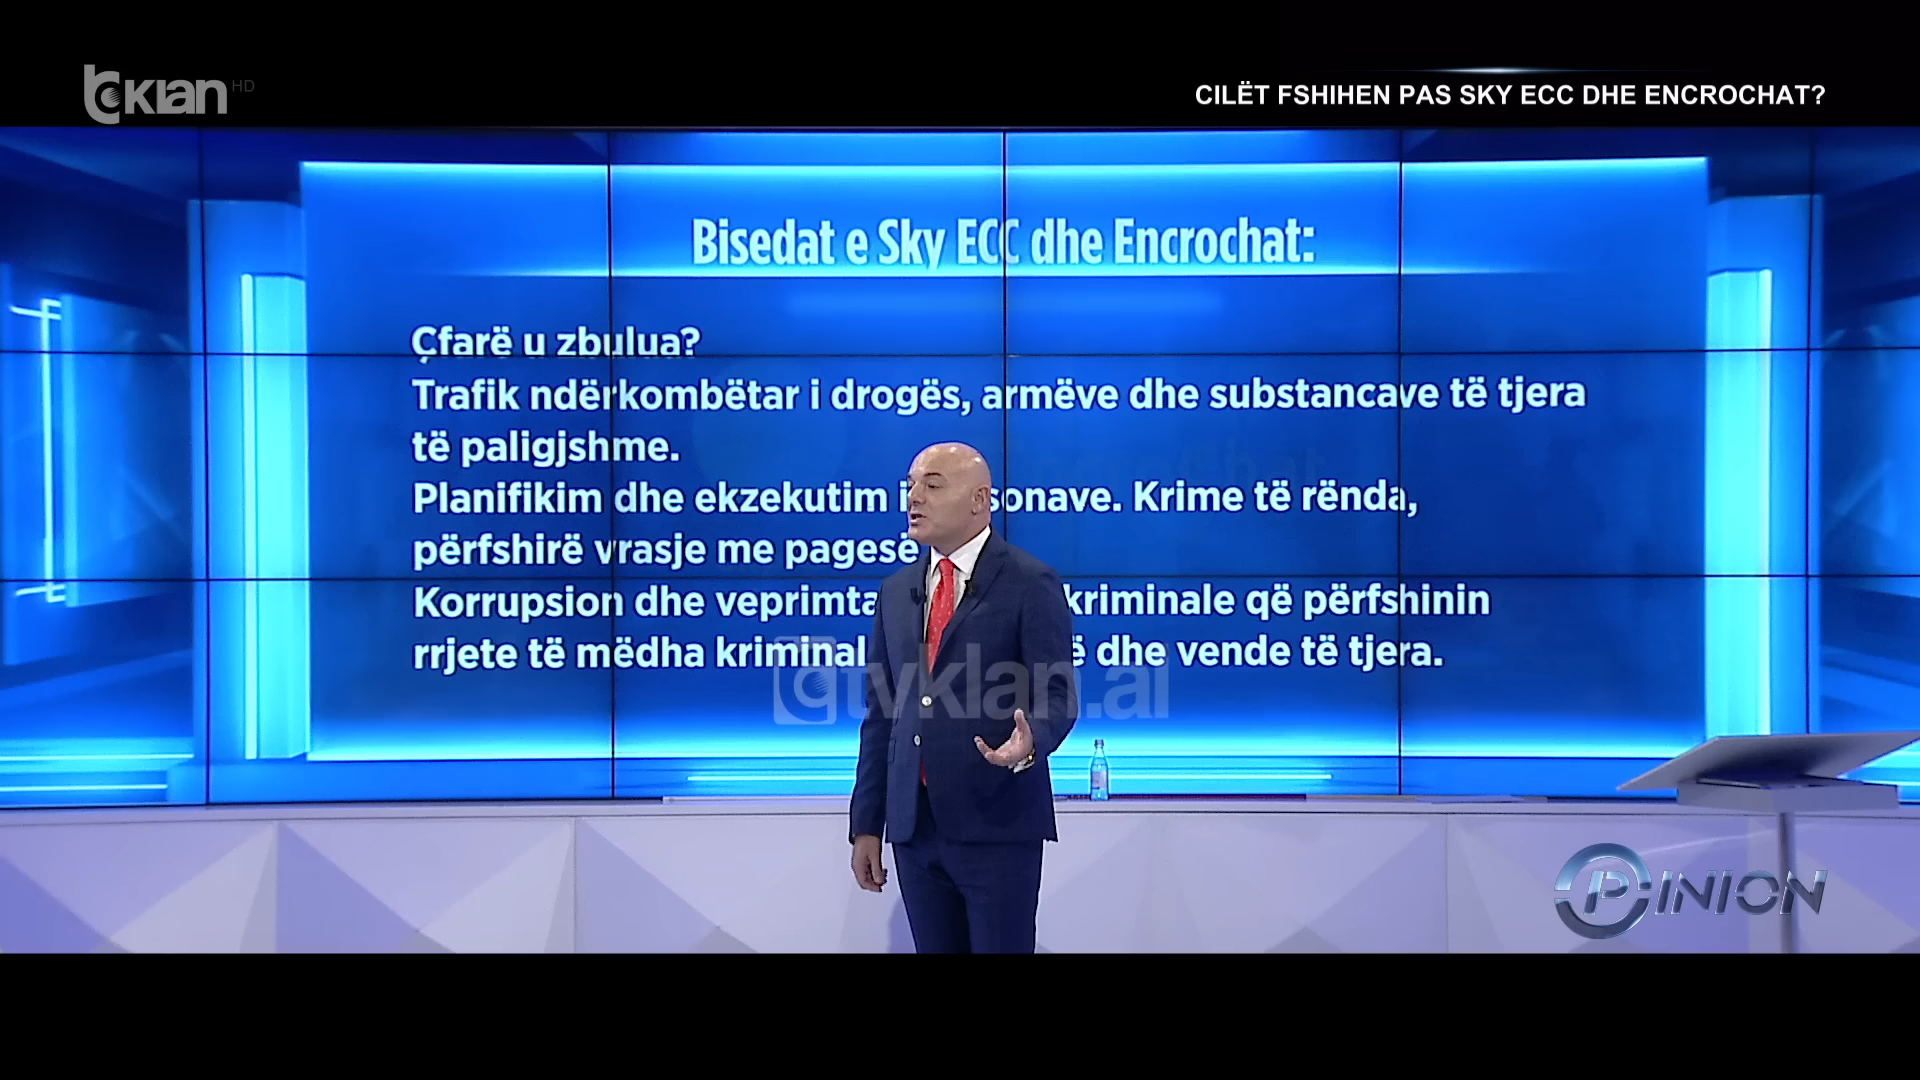 tvklan HD
CILËT FSHIHEN PAS SKY ECC DHE ENCROCHAT?
Bisedat e Sky ECC dhe Encrochat:
Çfarë u zbulua?
Trafik ndërkombëtar i drogës, armëve dhe substancave të tjera
të paligjshme.
Planifikim dhe ekzekutim sonave. Krime të rënda,
përfshirë vrasje me pagesë
Korrupsion dhe veprimta kriminale që përfshinin
rrjete të mëdha kriminal ë dhe vende të tjera.
tvklan.al
OPINION